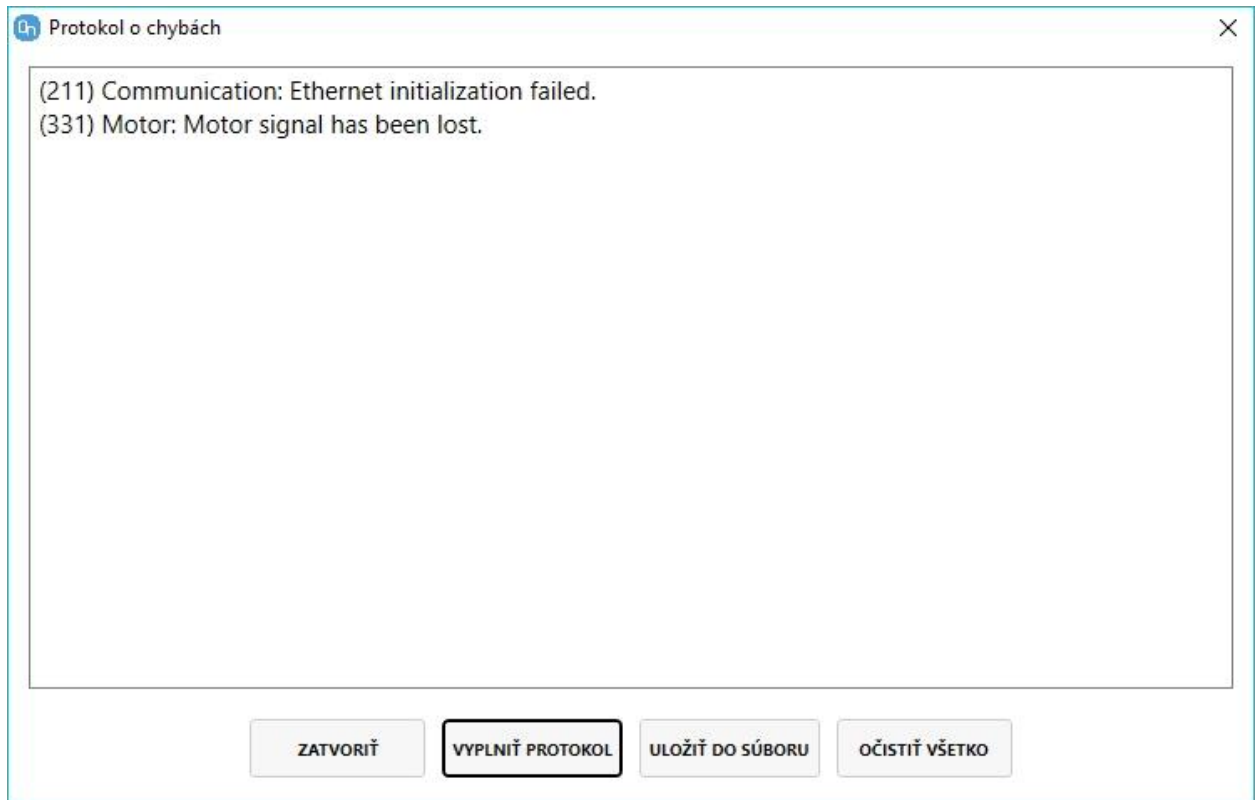 Protokol o chybách
(211) Communication: Ethernet initialization failed.
(331) Motor: Motor signal has been lost.
ZATVORIŤ
VYPLNIŤ PROTOKOL
ULOŽIŤ DO SÚBORU
OČISTIŤ VŠETKO